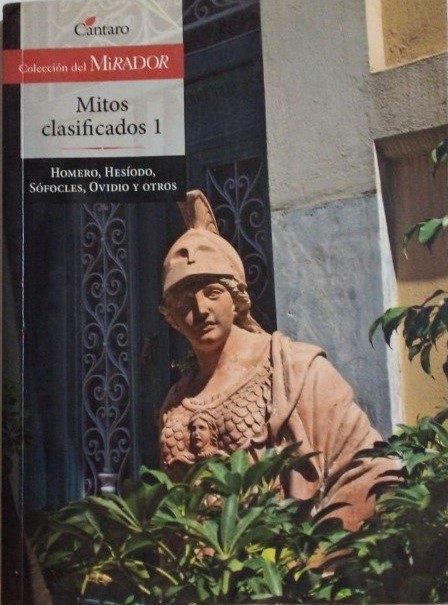 Cántaro
Colección del MiRADOR
Mitos
clasificados 1
HOMERO, HESÍODO,
SÓFOCLES, OVIDIO Y OTROS